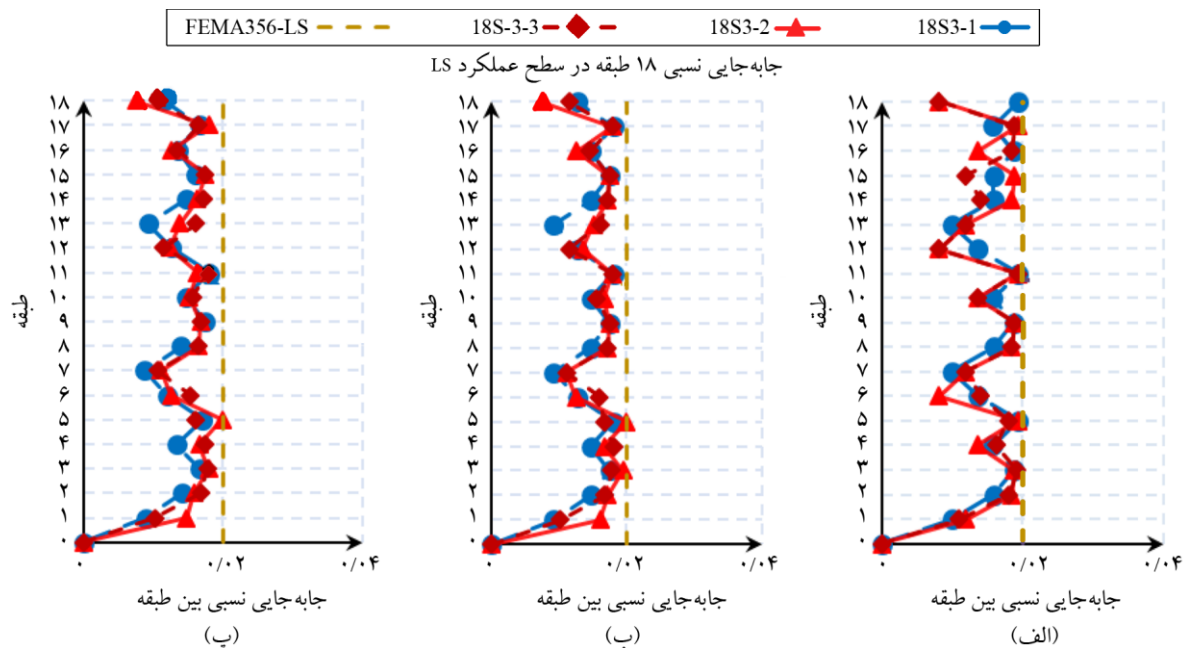 18S3-1 18S3-2 18S-3-3 FEMA356-LS
جابه‌جایی نسبی ۱۸ طبقه در سطح عملکرد LS
۱۸ ۱۸ ۱۸
۱۷ ۱۷ ۱۷
۱۶ ۱۶ ۱۶
۱۵ ۱۵ ۱۵
۱۴ ۱۴ ۱۴
۱۳ ۱۳ ۱۳
۱۲ ۱۲ ۱۲
۱۱ ۱۱ ۱۱
۱۰ ۱۰ ۱۰
۹ ۹ ۹
۸ ۸ ۸
۷ ۷ ۷
۶ ۶ ۶
۵ ۵ ۵
۴ ۴ ۴
۳ ۳ ۳
۲ ۲ ۲
۱ ۱ ۱
۰ ۰ ۰
طبقه طبقه طبقه
۰ ۰/۰۲ ۰/۰۴ ۰ ۰/۰۲ ۰/۰۴ ۰ ۰/۰۲ ۰/۰۴
جابه‌جایی نسبی بین طبقه جابه‌جایی نسبی بین طبقه جابه‌جایی نسبی بین طبقه
(الف) (ب) (پ)